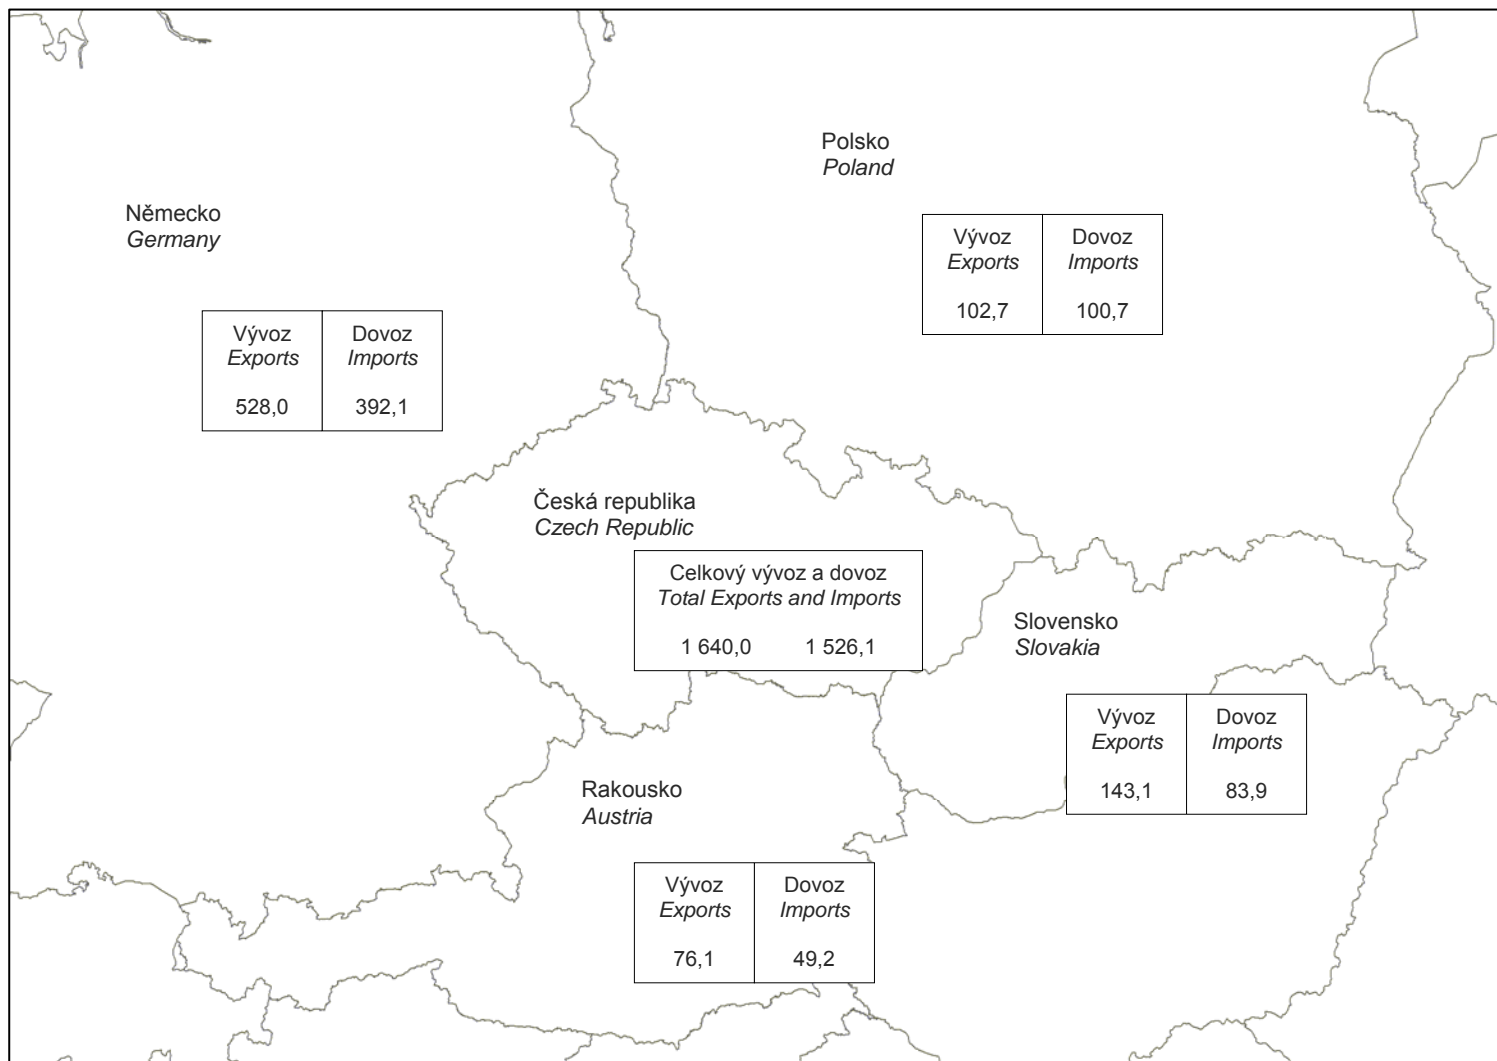 Polsko
Poland
Vývoz Dovoz
Exports Imports
102,7 100,7
Německo
Germany
Vývoz Dovoz
Exports Imports
528,0 392,1
Česká republika
Czech Republic
Celkový vývoz a dovoz
Total Exports and Imports
1 640,0 1 526,1
Slovensko
Slovakia
Vývoz Dovoz
Exports Imports
143,1 83,9
Rakousko
Austria
Vývoz Dovoz
Exports Imports
76,1 49,2